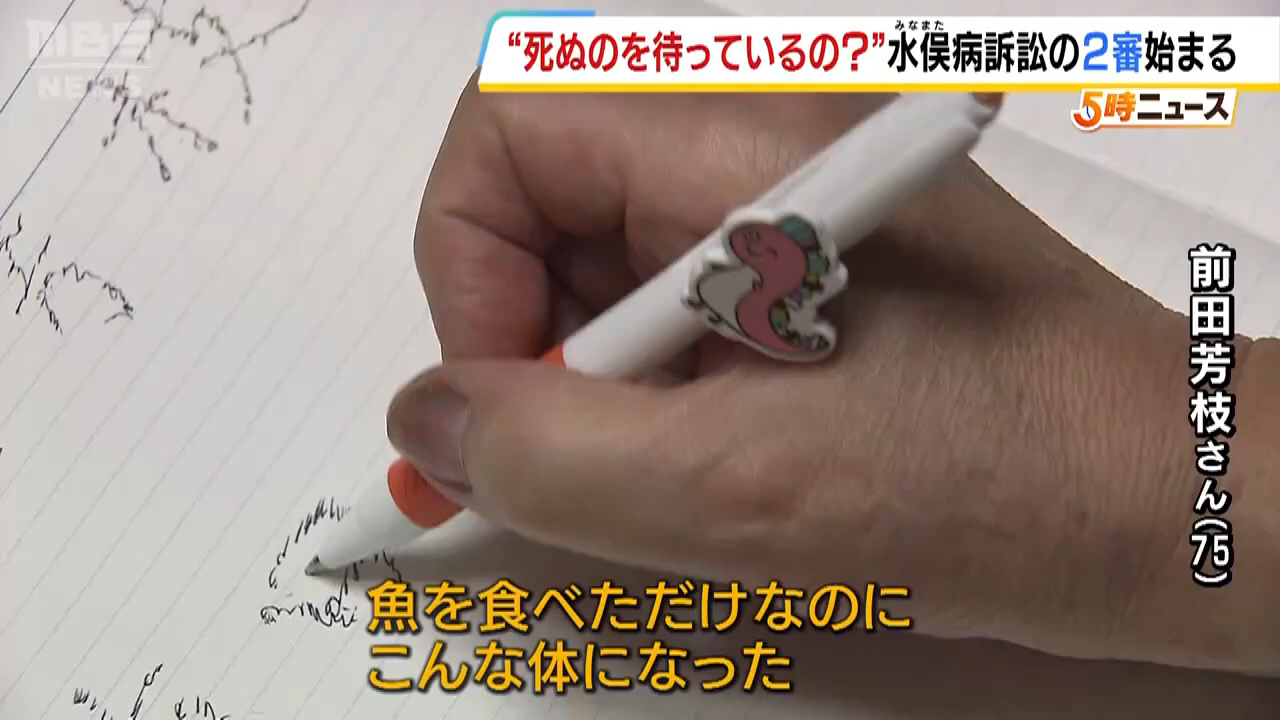 MBS
NEWS
“死ぬのを待っているの？”水俣病訴訟の2審始まる
みなまた
5時ニュース
前田芳枝さん(75)
魚を食べただけなのに
こんな体になった